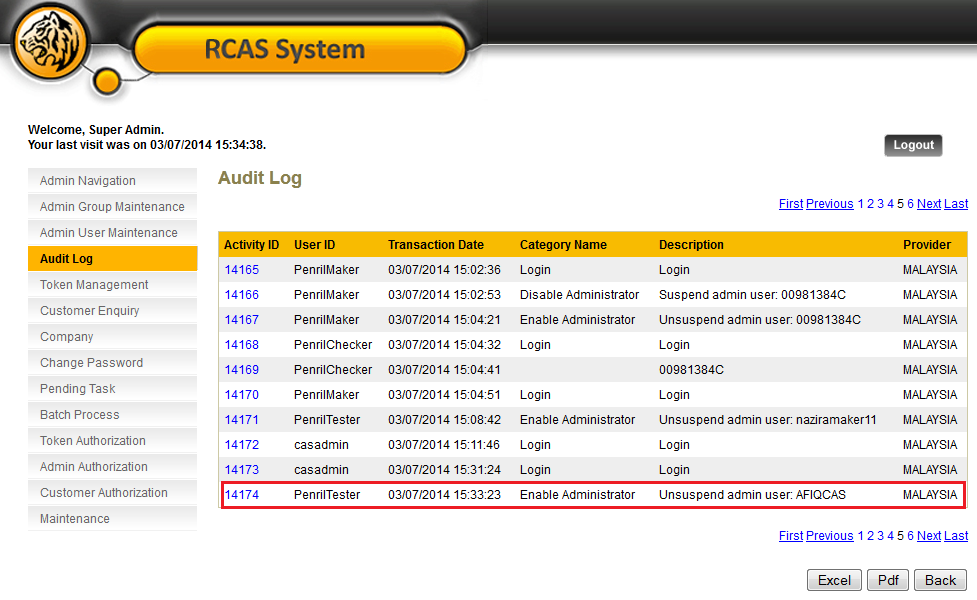 RCAS System
Welcome, Super Admin.
Your last visit was on 03/07/2014 15:34:38.
Logout
Admin Navigation
Admin Group Maintenance
Admin User Maintenance
Audit Log
Token Management
Customer Enquiry
Company
Change Password
Pending Task
Batch Process
Token Authorization
Admin Authorization
Customer Authorization
Maintenance
Audit Log
First Previous 1 2 3 4 5 6 Next Last
Activity ID User ID Transaction Date Category Name Description Provider
14165 PenrilMaker 03/07/2014 15:02:36 Login Login MALAYSIA
14166 PenrilMaker 03/07/2014 15:02:53 Disable Administrator Suspend admin user: 00981384C MALAYSIA
14167 PenrilMaker 03/07/2014 15:04:21 Enable Administrator Unsuspend admin user: 00981384C MALAYSIA
14168 PenrilChecker 03/07/2014 15:04:32 Login Login MALAYSIA
14169 PenrilChecker 03/07/2014 15:04:41 00981384C MALAYSIA
14170 PenrilMaker 03/07/2014 15:04:51 Login Login MALAYSIA
14171 PenrilTester 03/07/2014 15:08:42 Enable Administrator Unsuspend admin user: naziramaker11 MALAYSIA
14172 casadmin 03/07/2014 15:11:46 Login Login MALAYSIA
14173 casadmin 03/07/2014 15:31:24 Login Login MALAYSIA
14174 PenrilTester 03/07/2014 15:33:23 Enable Administrator Unsuspend admin user: AFIQCAS MALAYSIA
First Previous 1 2 3 4 5 6 Next Last
Excel Pdf Back